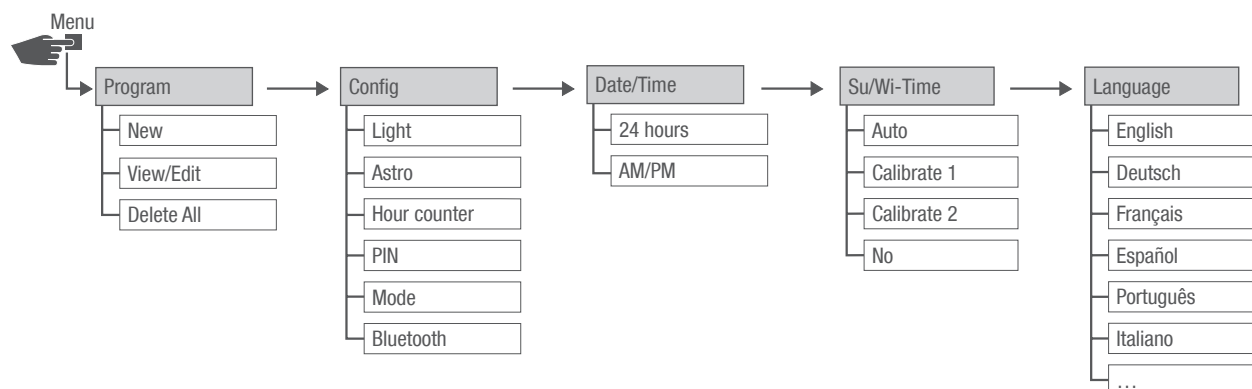 Menu
Program
New
View/Edit
Delete All
Config
Light
Astro
Hour counter
PIN
Mode
Bluetooth
Date/Time
24 hours
AM/PM
Su/Wi-Time
Auto
Calibrate 1
Calibrate 2
No
Language
English
Deutsch
Français
Español
Português
Italiano
...